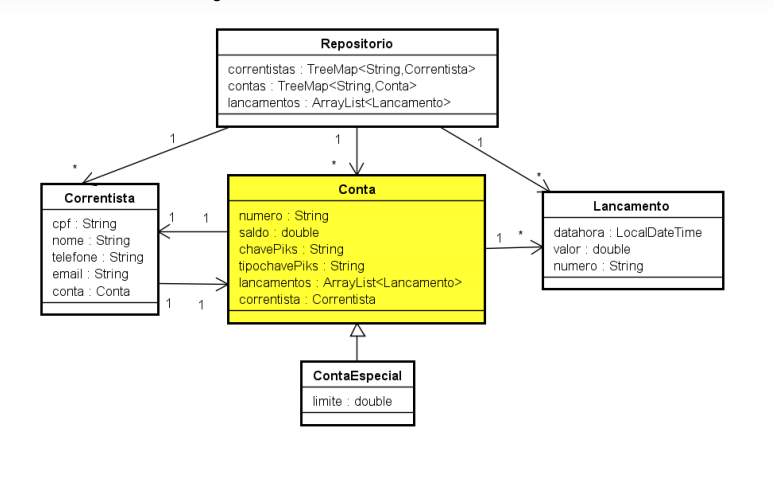 Repositorio
correntistas : TreeMap<String,Correntista>
contas : TreeMap<String,Conta>
lancamentos : ArrayList<Lancamento>
1
1
1
*
*
*
Correntista
cpf : String
nome : String
telefone : String
email : String
conta : Conta
1
1
1
1
Conta
numero : String
saldo : double
chavePiks : String
tipochavePiks : String
lancamentos : ArrayList<Lancamento>
correntista : Correntista
1
*
Lancamento
datahora : LocalDateTime
valor : double
numero : String
ContaEspecial
limite : double